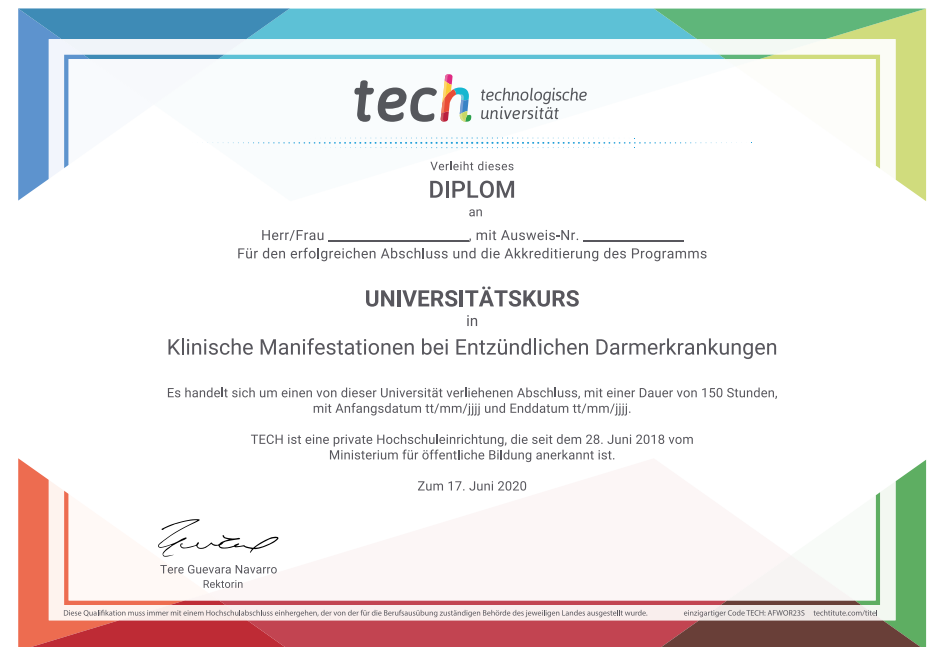 tech technologische
universität
Verleiht dieses
DIPLOM
an
Herr/Frau ____________________, mit Ausweis-Nr. ______________
Für den erfolgreichen Abschluss und die Akkreditierung des Programms
UNIVERSITÄTSKURS
in
Klinische Manifestationen bei Entzündlichen Darmerkrankungen
Es handelt sich um einen von dieser Universität verliehenen Abschluss, mit einer Dauer von 150 Stunden,
mit Anfangsdatum tt/mm/jjjj und Enddatum tt/mm/jjjj.
TECH ist eine private Hochschuleinrichtung, die seit dem 28. Juni 2018 vom
Ministerium für öffentliche Bildung anerkannt ist.
Zum 17. Juni 2020
Tere Guevara Navarro
Rektorin
Diese Qualifikation muss immer mit einem Hochschulabschluss einhergehen, der von der für die Berufsausübung zuständigen Behörde des jeweiligen Landes ausgestellt wurde. einzigartiger Code TECH: AFWOR23S techtitute.com/titel